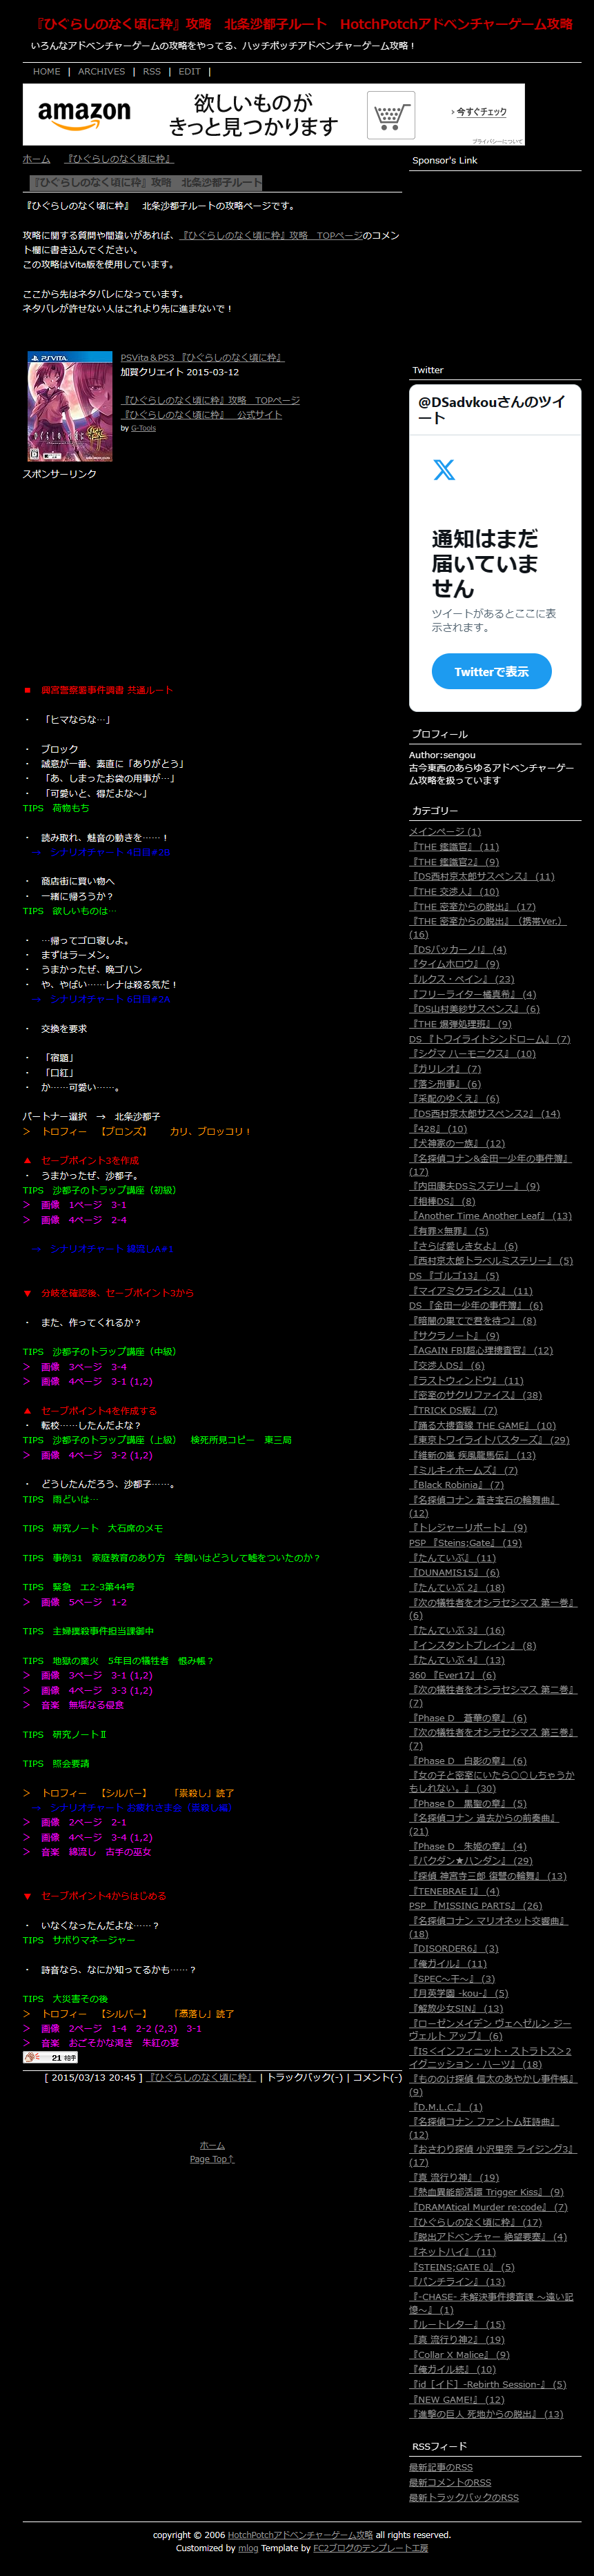 『ひぐらしのなく頃に粋』攻略　北条沙都子ルート　HotchPotchアドベンチャーゲーム攻略
いろんなアドベンチャーゲームの攻略をやってる、ハッチポッチアドベンチャーゲーム攻略！
HOME | ARCHIVES | RSS | EDIT |
amazon
欲しいものが
きっと見つかります
› 今すぐチェック
プライバシーについて
ホーム　『ひぐらしのなく頃に粋』
『ひぐらしのなく頃に粋』攻略　北条沙都子ルート
『ひぐらしのなく頃に粋』　北条沙都子ルートの攻略ページです。
攻略に関する質問や間違いがあれば、『ひぐらしのなく頃に粋』攻略　TOPページのコメント
ト欄に書き込んでください。
この攻略はVita版を使用しています。
ここから先はネタバレになっています。
ネタバレが許せない人はこれより先に進まないで！
PSVITA
PSVita＆PS3 『ひぐらしのなく頃に粋』
加賀クリエイト 2015-03-12
『ひぐらしのなく頃に粋』攻略　TOPページ
『ひぐらしのなく頃に粋』　公式サイト
by G-Tools
スポンサーリンク
■　興宮警察署事件調書 共通ルート
・　「ヒマならな…」
・　ブロック
・　誠意が一番、素直に「ありがとう」
・　「あ、しまったお袋の用事が…」
・　「可愛いと、得だよな～」
TIPS　荷物もち
・　読み取れ、魅音の動きを……！
　→　シナリオチャート 4日目#2B
・　商店街に買い物へ
・　一緒に帰ろうか？
TIPS　欲しいものは…
・　…帰ってゴロ寝しよ。
・　まずはラーメン。
・　うまかったぜ、晩ゴハン
・　や、やばい……レナは殺る気だ！
　→　シナリオチャート 6日目#2A
・　交換を要求
・　「宿題」
・　「口紅」
・　か……可愛い……。
パートナー選択　→　北条沙都子
＞　トロフィー　【ブロンズ】　　カリ、ブロッコリ！
▲　セーブポイント3を作成
・　うまかったぜ、沙都子。
TIPS　沙都子のトラップ講座（初級）
＞　画像　1ページ　3-1
＞　画像　4ページ　2-4
　→　シナリオチャート 綿流しA#1
▼　分岐を確認後、セーブポイント3から
・　また、作ってくれるか？
TIPS　沙都子のトラップ講座（中級）
＞　画像　3ページ　3-4
＞　画像　4ページ　3-1 (1,2)
▲　セーブポイント4を作成する
・　転校……したんだよな？
TIPS　沙都子のトラップ講座（上級）　検死所見コピー　東三局
＞　画像　4ページ　3-2 (1,2)
・　どうしたんだろう、沙都子……。
TIPS　雨どいは…
TIPS　研究ノート　大石席のメモ
TIPS　事例31　家庭教育のあり方　羊飼いはどうして嘘をついたのか？
TIPS　緊急　エ2-3第44号
＞　画像　5ページ　1-2
TIPS　主婦撲殺事件担当課御中
TIPS　地獄の業火　5年目の犠牲者　恨み帳？
＞　画像　3ページ　3-1 (1,2)
＞　画像　4ページ　3-3 (1,2)
＞　音楽　無垢なる侵食
TIPS　研究ノートⅡ
TIPS　照会要請
＞　トロフィー　【シルバー】　　「祟殺し」読了
　→　シナリオチャート お疲れさま会（祟殺し編）
＞　画像　2ページ　2-1
＞　画像　4ページ　3-4 (1,2)
＞　音楽　綿流し　古手の巫女
▼　セーブポイント4からはじめる
・　いなくなったんだよな……？
TIPS　サボりマネージャー
・　詩音なら、なにか知ってるかも……？
TIPS　大災害その後
＞　トロフィー　【シルバー】　　「憑落し」読了
＞　画像　2ページ　1-4　2-2 (2,3)　3-1
＞　音楽　おごそかな渇き　朱紅の宴
21 拍手
[ 2015/03/13 20:45 ] 『ひぐらしのなく頃に粋』 | トラックバック(-) | コメント(-)
ホーム
Page Top↑
Sponsor's Link
Twitter
@DSadvkouさんのツイ
ート
通知はまだ
届いていま
せん
ツイートがあるとここに表
示されます。
Twitterで表示
プロフィール
Author:sengou
古今東西のあらゆるアドベンチャーゲー
ム攻略を扱っています
カテゴリー
メインページ (1)
『THE 鑑識官』 (11)
『THE 鑑識官2』 (9)
『DS西村京太郎サスペンス』 (11)
『THE 交渉人』 (10)
『THE 密室からの脱出』 (17)
『THE 密室からの脱出』（携帯Ver.）
(16)
『DSバッカーノ!』 (4)
『タイムホロウ』 (9)
『ルクス・ペイン』 (23)
『フリーライター橘真希』 (4)
『DS山村美紗サスペンス』 (6)
『THE 爆弾処理班』 (9)
DS 『トワイライトシンドローム』 (7)
『シグマ ハーモニクス』 (10)
『ガリレオ』 (7)
『落シ刑事』 (6)
『采配のゆくえ』 (6)
『DS西村京太郎サスペンス2』 (14)
『428』 (10)
『犬神家の一族』 (12)
『名探偵コナン&金田一少年の事件簿』
(17)
『内田康夫DSミステリー』 (9)
『相棒DS』 (8)
『Another Time Another Leaf』 (13)
『有罪×無罪』 (5)
『さらば愛しき女よ』 (6)
『西村京太郎トラベルミステリー』 (5)
DS 『ゴルゴ13』 (5)
『マイアミクライシス』 (11)
DS 『金田一少年の事件簿』 (6)
『暗闇の果てで君を待つ』 (8)
『サクラノート』 (9)
『AGAIN FBI超心理捜査官』 (12)
『交渉人DS』 (6)
『ラストウィンドウ』 (11)
『密室のサクリファイス』 (38)
『TRICK DS版』 (7)
『踊る大捜査線 THE GAME』 (10)
『東京トワイライトバスターズ』 (29)
『維新の嵐 疾風龍馬伝』 (13)
『ミルキィホームズ』 (7)
『Black Robinia』 (7)
『名探偵コナン 蒼き宝石の輪舞曲』
(12)
『トレジャーリポート』 (9)
PSP 『Steins;Gate』 (19)
『たんていぶ』 (11)
『DUNAMIS15』 (6)
『たんていぶ 2』 (18)
『次の犠牲者をオシラセシマス 第一巻』
(6)
『たんていぶ 3』 (16)
『インスタントブレイン』 (8)
『たんていぶ 4』 (13)
360 『Ever17』 (6)
『次の犠牲者をオシラセシマス 第二巻』
(7)
『Phase D　蒼華の章』 (6)
『次の犠牲者をオシラセシマス 第三巻』
(7)
『Phase D　白影の章』 (6)
『女の子と密室にいたら○○しちゃうか
もしれない。』 (30)
『Phase D　黒聖の章』 (5)
『名探偵コナン 過去からの前奏曲』
(21)
『Phase D　朱姫の章』 (4)
『バクダン★ハンダン』 (29)
『探偵 神宮寺三郎 復讐の輪舞』 (13)
『TENEBRAE I』 (4)
PSP 『MISSING PARTS』 (26)
『名探偵コナン マリオネット交響曲』
(18)
『DISORDER6』 (3)
『俺ガイル』 (11)
『SPEC～干～』 (3)
『月英学園 -kou-』 (5)
『解放少女SIN』 (13)
『ローゼンメイデン ヴェヘゼルン ジー
ヴェルト アップ』 (6)
『IS＜インフィニット・ストラトス＞2
イグニッション・ハーツ』 (18)
『もののけ探偵 信太のあやかし事件帳』
(9)
『D.M.L.C.』 (1)
『名探偵コナン ファントム狂詩曲』
(12)
『おさわり探偵 小沢里奈 ライジング3』
(17)
『真 流行り神』 (19)
『熱血異能部活譚 Trigger Kiss』 (9)
『DRAMAtical Murder re:code』 (7)
『ひぐらしのなく頃に粋』 (17)
『脱出アドベンチャー 絶望要塞』 (4)
『ネットハイ』 (11)
『STEINS;GATE 0』 (5)
『パンチライン』 (13)
『-CHASE- 未解決事件捜査課 ～遠い記
憶～』 (1)
『ルートレター』 (15)
『真 流行り神2』 (19)
『Collar X Malice』 (9)
『俺ガイル続』 (10)
『id［イド］-Rebirth Session-』 (5)
『NEW GAME!』 (12)
『進撃の巨人 死地からの脱出』 (13)
RSSフィード
最新記事のRSS
最新コメントのRSS
最新トラックバックのRSS
copyright © 2006 HotchPotchアドベンチャーゲーム攻略 all rights reserved.
Customized by mlog Template by FC2ブログのテンプレート工房